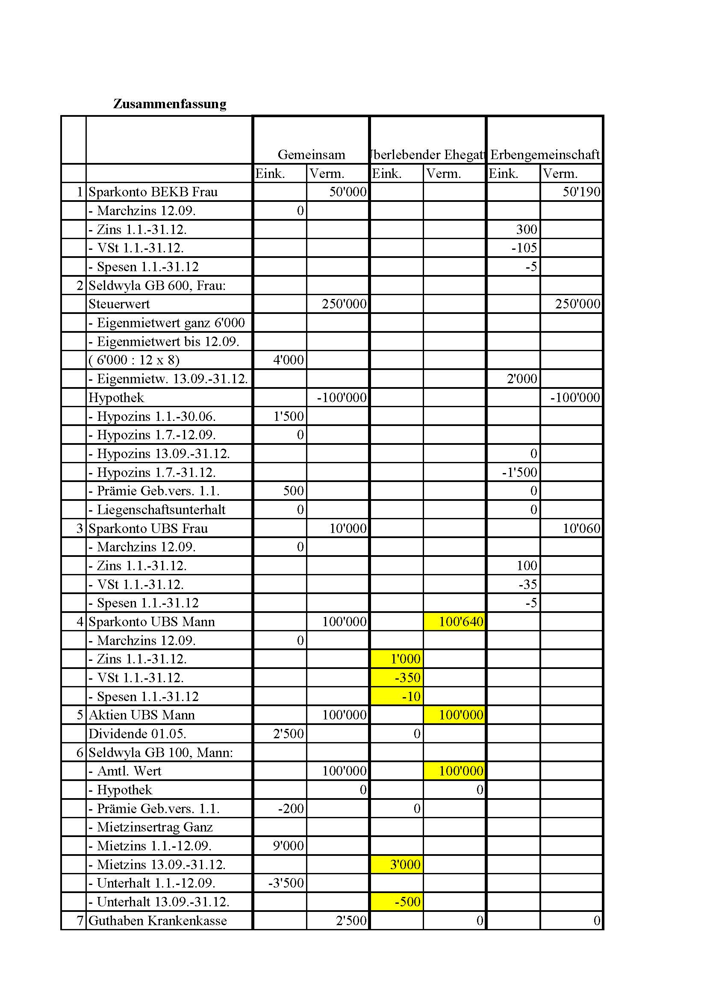 Zusammenfassung
Gemeinsam Überlebender Ehegatt Erbengemeinschaft
Eink. Verm. Eink. Verm. Eink. Verm.
1 Sparkonto BEKB Frau 50'000 50'190
- Marchzins 12.09. 0
- Zins 1.1.-31.12. 300
- VSt 1.1.-31.12. -105
- Spesen 1.1.-31.12 -5
2 Seldwyla GB 600, Frau:
Steuerwert 250'000 250'000
- Eigenmietwert ganz 6'000
- Eigenmietwert bis 12.09.
( 6'000 : 12 x 8) 4'000
- Eigenmietw. 13.09.-31.12. 2'000
Hypothek -100'000 -100'000
- Hypozins 1.1.-30.06. 1'500
- Hypozins 1.7.-12.09. 0
- Hypozins 13.09.-31.12. 0
- Hypozins 1.7.-31.12. -1'500
- Prämie Geb.vers. 1.1. 500 0
- Liegenschaftsunterhalt 0 0
3 Sparkonto UBS Frau 10'000 10'060
- Marchzins 12.09. 0
- Zins 1.1.-31.12. 100
- VSt 1.1.-31.12. -35
- Spesen 1.1.-31.12 -5
4 Sparkonto UBS Mann 100'000 100'640
- Marchzins 12.09. 0
- Zins 1.1.-31.12. 1'000
- VSt 1.1.-31.12. -350
- Spesen 1.1.-31.12 -10
5 Aktien UBS Mann 100'000 100'000
Dividende 01.05. 2'500 0
6 Seldwyla GB 100, Mann:
- Amtl. Wert 100'000 100'000
- Hypothek 0 0
- Prämie Geb.vers. 1.1. -200 0
- Mietzinsertrag Ganz
- Mietzins 1.1.-12.09. 9'000
- Mietzins 13.09.-31.12. 3'000
- Unterhalt 1.1.-12.09. -3'500
- Unterhalt 13.09.-31.12. -500
7 Guthaben Krankenkasse 2'500 0 0